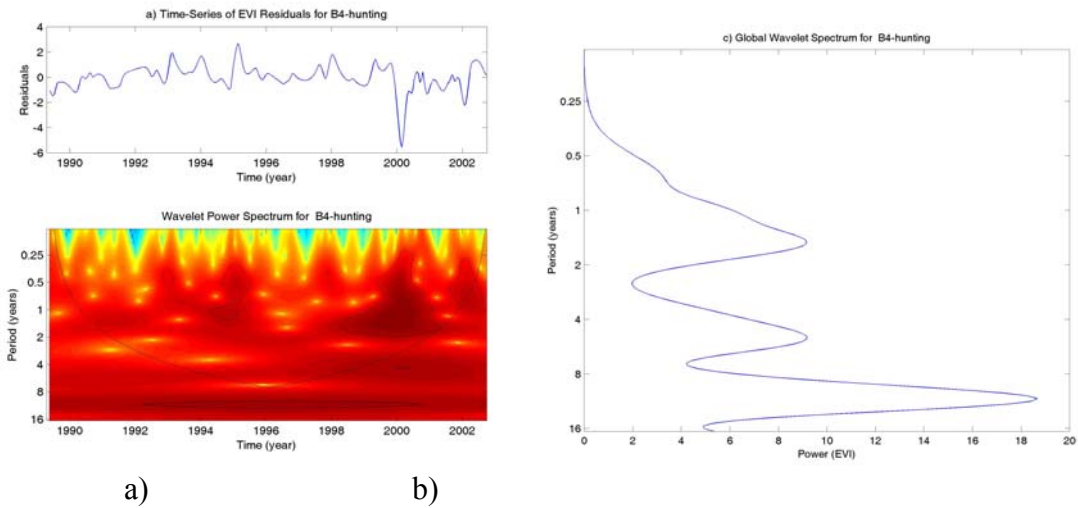 a) Time-Series of EVI Residuals for B4-hunting
4
2
0
-2
-4
-6
Residuals
1990 1992 1994 1996 1998 2000 2002
Time (year)
Wavelet Power Spectrum for B4-hunting
0.25
0.5
1
2
4
8
16
Period (years)
1990 1992 1994 1996 1998 2000 2002
Time (year)
c) Global Wavelet Spectrum for B4-hunting
0.25
0.5
1
2
4
8
16
Period (years)
0 2 4 6 8 10 12 14 16 18 20
Power (EVI)
a) b)